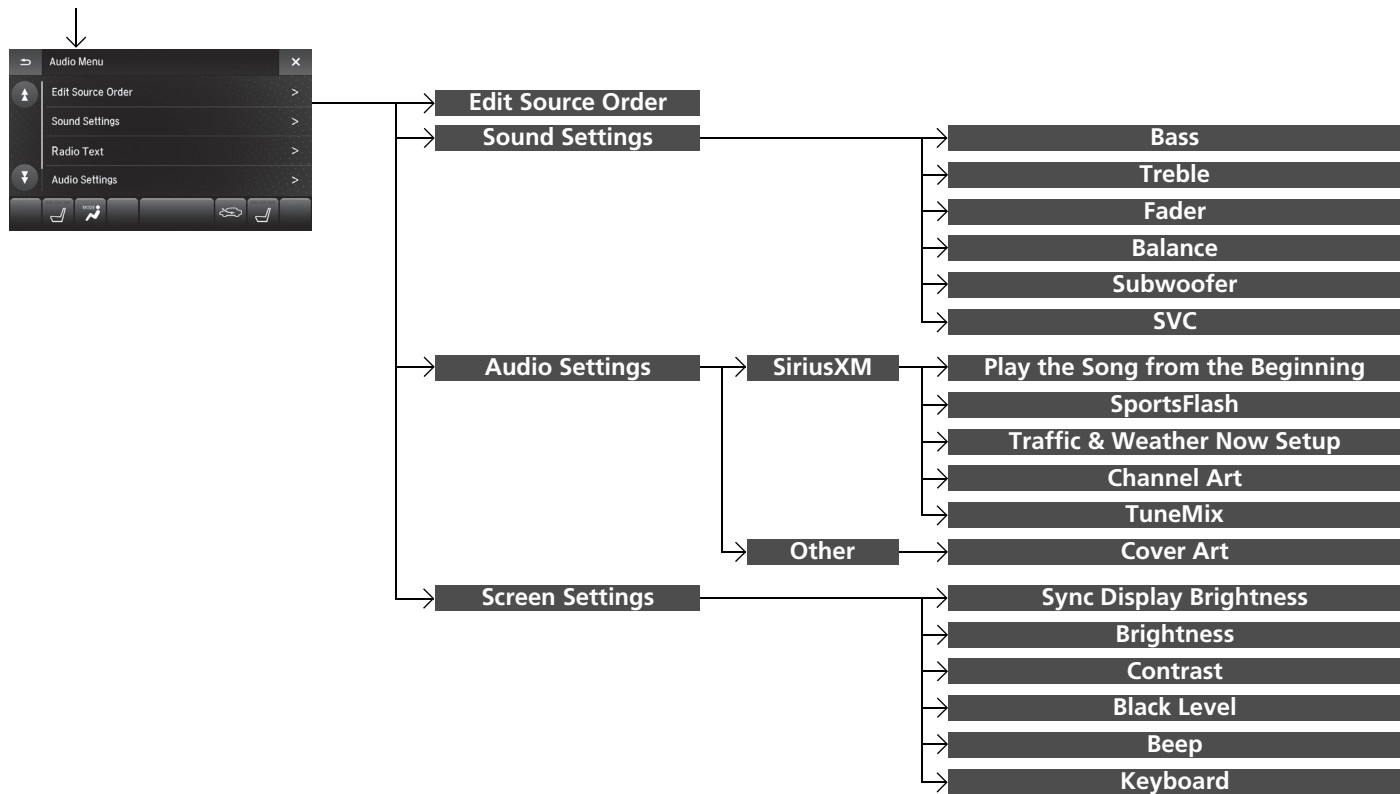 Audio Menu
Edit Source Order >
Sound Settings >
Radio Text >
Audio Settings >
MODE
Edit Source Order
Sound Settings
Bass
Treble
Fader
Balance
Subwoofer
SVC
Audio Settings
SiriusXM
Play the Song from the Beginning
SportsFlash
Traffic & Weather Now Setup
Channel Art
TuneMix
Other
Cover Art
Screen Settings
Sync Display Brightness
Brightness
Contrast
Black Level
Beep
Keyboard